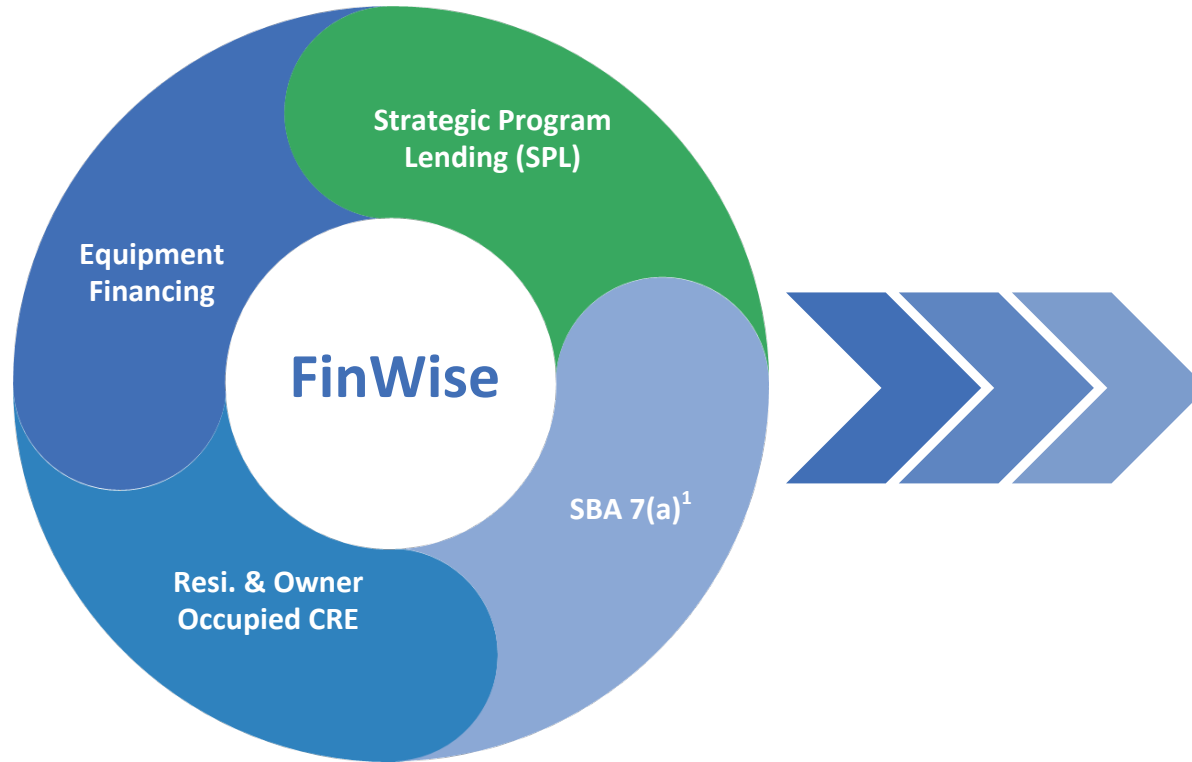 Strategic Program
Lending (SPL)
Equipment
Financing
FinWise
SBA 7(a)¹
Resi. & Owner
Occupied CRE